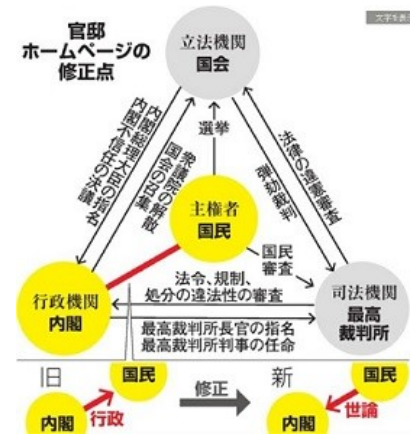 官邸
ホームページの
修正点
立法機関
国会
内閣総理大臣の指名
内閣不信任の決議
衆議院の解散
国会の召集
選挙
法律の違憲審査
弾劾裁判
主権者
国民
国民
審査
行政機関
内閣
法令、規制、
処分の違法性の審査
司法機関
最高
裁判所
最高裁判所長官の指名
最高裁判所判事の任命
旧
国民
行政
内閣
修正
新
国民
世論
内閣